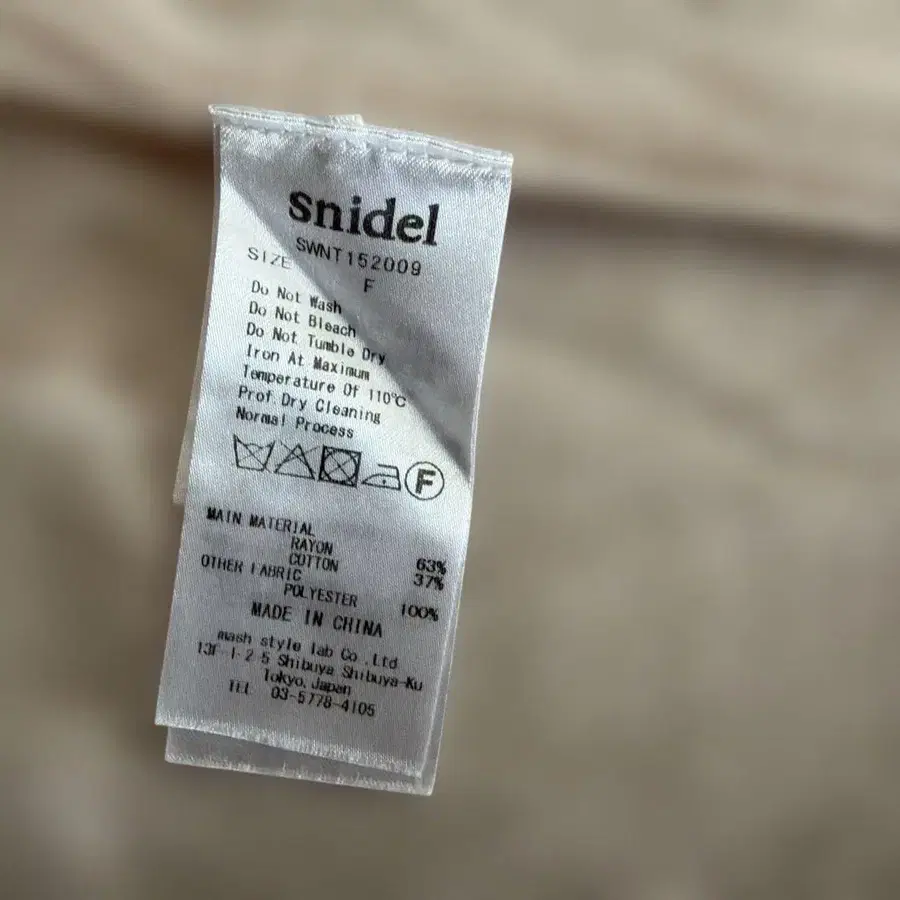 snidel
SWNT152009
SIZE F
Do Not Wash
Do Not Bleach
Do Not Tumble Dry
Iron At Maximum
Temperature Of 110℃
Prof Dry Cleaning
Normal Process
F
MAIN MATERIAL
RAYON 63%
COTTON 37%
OTHER FABRIC
POLYESTER 100%
MADE IN CHINA
mash style lab Co.,Ltd
13F-1-2-5 Shibuya Shibuya-Ku
Tokyo,Japan
TEL 03-5778-4105